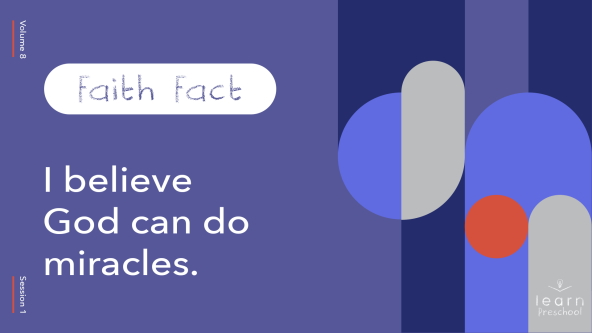 Volume 8
Faith Fact
I believe
God can do
miracles.
Session 1
learn
Preschool